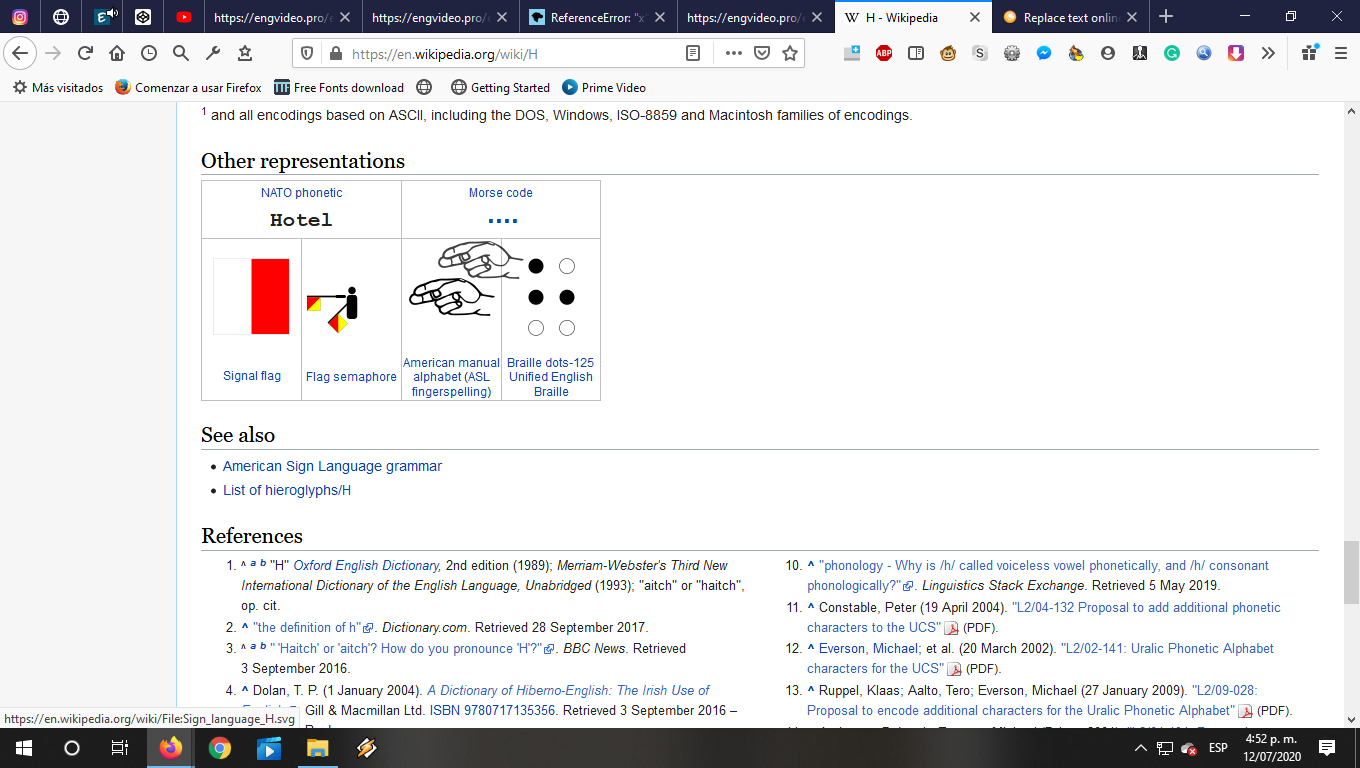 https://engvideo.pro/e
https://engvideo.pro/
ReferenceError: "x"
https://engvideo.pro/e
H - Wikipedia
Replace text onlin
https://en.wikipedia.org/wiki/H
Más visitados
Comenzar a usar Firefox
Free Fonts download
Getting Started
Prime Video
1 and all encodings based on ASCII, including the DOS, Windows, ISO-8859 and Macintosh families of encodings.
Other representations
NATO phonetic
Morse code
Hotel
····
Signal flag
Flag semaphore
American manual
alphabet (ASL
fingerspelling)
Braille dots-125
Unified English
Braille
See also
• American Sign Language grammar
• List of hieroglyphs/H
References
1. ^ a b "H" Oxford English Dictionary, 2nd edition (1989); Merriam-Webster's Third New
International Dictionary of the English Language, Unabridged (1993); "aitch" or "haitch",
op. cit.
2. ^ "the definition of h". Dictionary.com. Retrieved 28 September 2017.
3. ^ a b " 'Haitch' or 'aitch'? How do you pronounce 'H'?". BBC News. Retrieved
3 September 2016.
4. ^ Dolan, T. P. (1 January 2004). A Dictionary of Hiberno-English: The Irish Use of
Gill & Macmillan Ltd. ISBN 9780717135356. Retrieved 3 September 2016 –
10. ^ "phonology - Why is /h/ called voiceless vowel phonetically, and /h/ consonant
phonologically?". Linguistics Stack Exchange. Retrieved 5 May 2019.
11. ^ Constable, Peter (19 April 2004). "L2/04-132 Proposal to add additional phonetic
characters to the UCS" (PDF).
12. ^ Everson, Michael; et al. (20 March 2002). "L2/02-141: Uralic Phonetic Alphabet
characters for the UCS" (PDF).
13. ^ Ruppel, Klaas; Aalto, Tero; Everson, Michael (27 January 2009). "L2/09-028:
Proposal to encode additional characters for the Uralic Phonetic Alphabet" (PDF).
https://en.wikipedia.org/wiki/File:Sign_language_H.svg
ESP
4:52 p. m.
12/07/2020